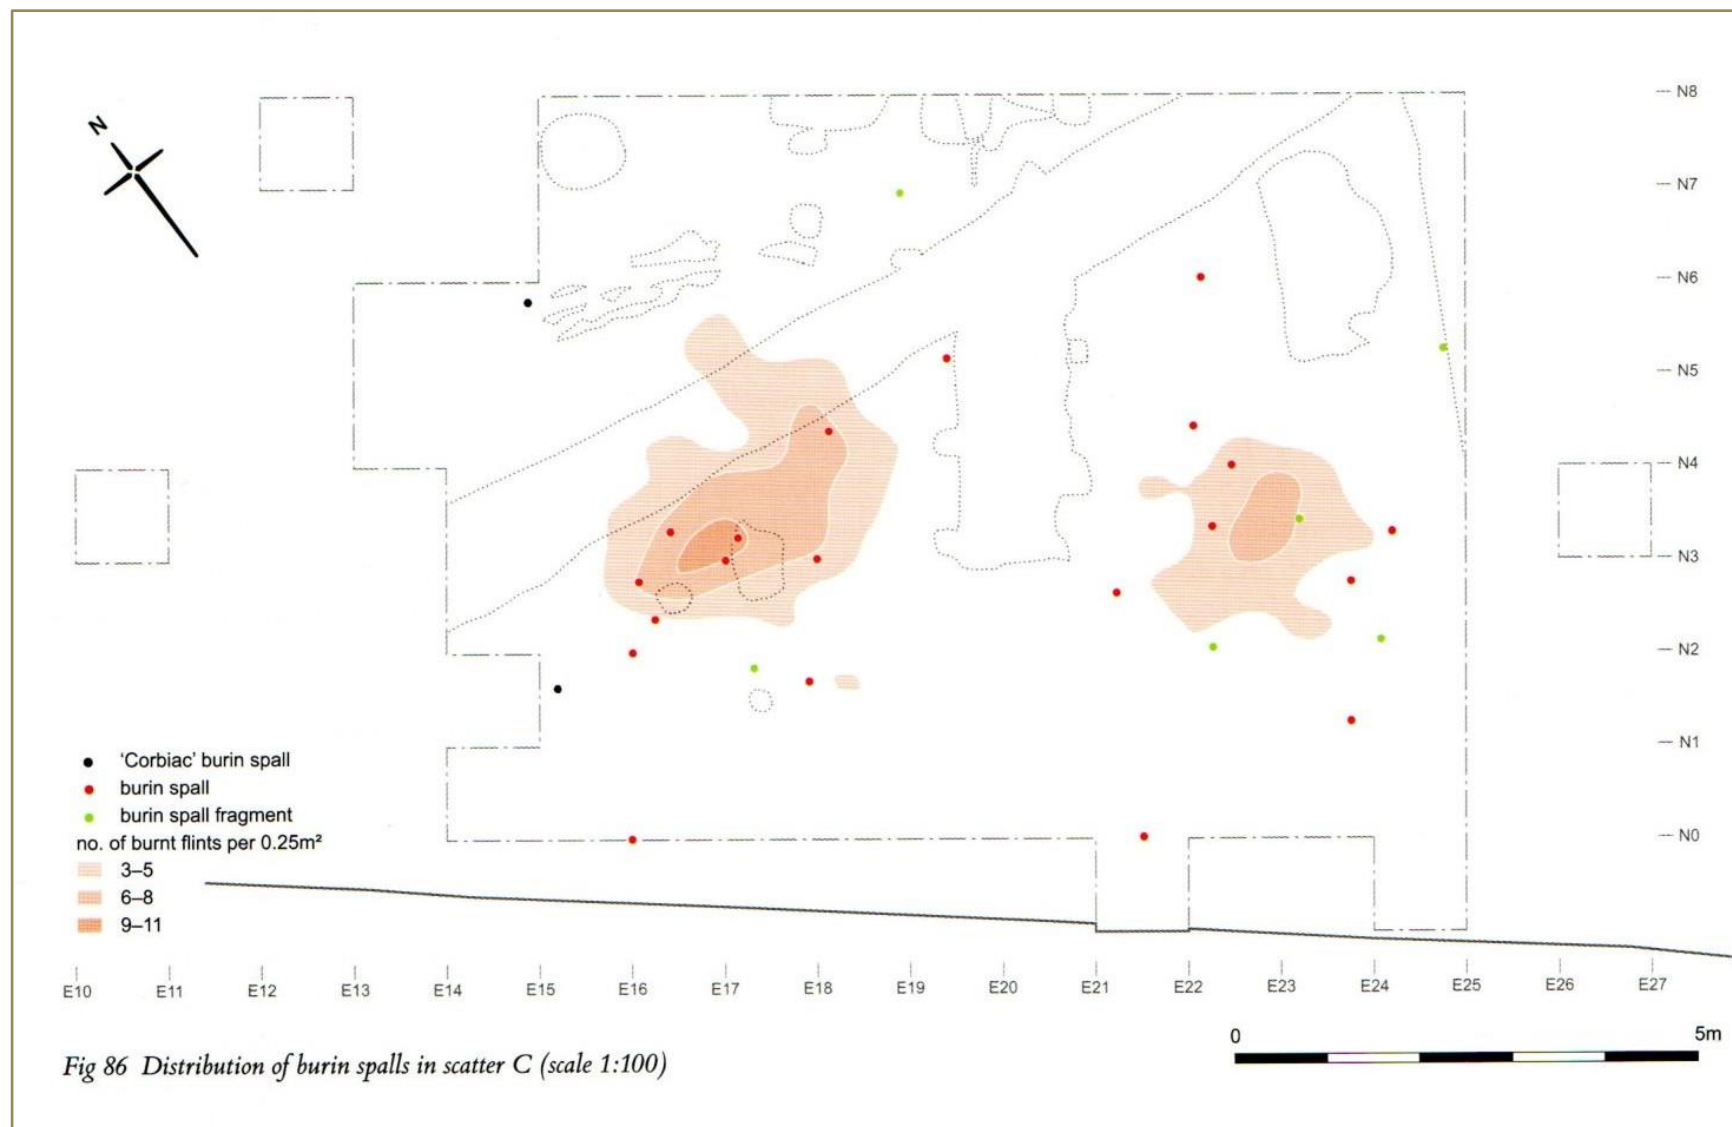 N
N8
N7
N6
N5
N4
N3
N2
N1
N0
‘Corbiac’ burin spall
burin spall
burin spall fragment
no. of burnt flints per 0.25m²
3–5
6–8
9–11
E10 E11 E12 E13 E14 E15 E16 E17 E18 E19 E20 E21 E22 E23 E24 E25 E26 E27
0 5m
Fig 86 Distribution of burin spalls in scatter C (scale 1:100)